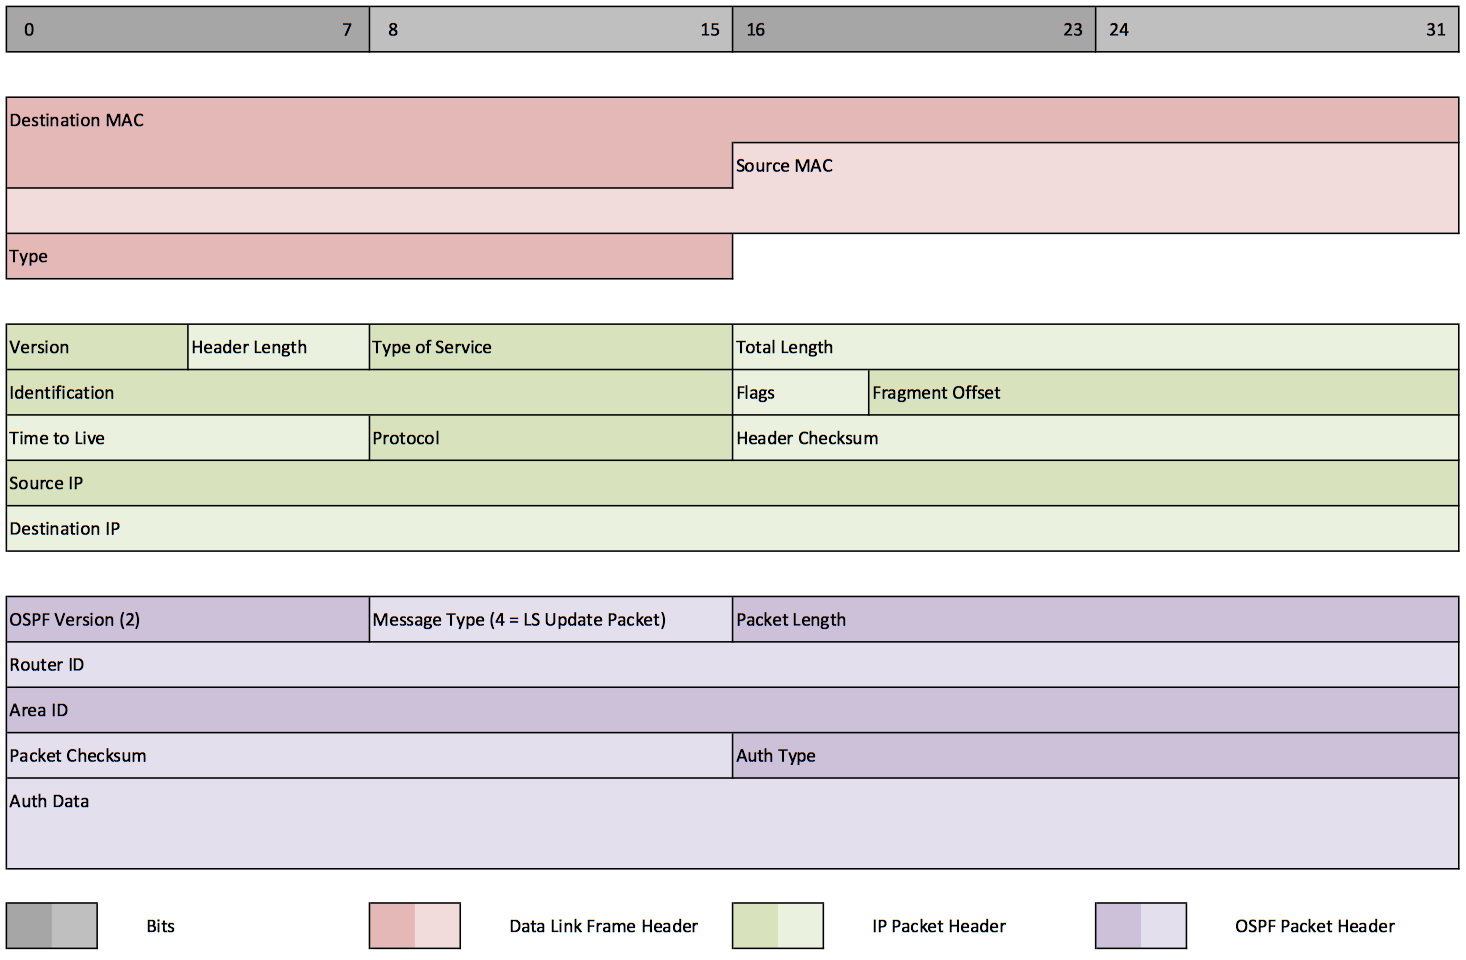 0 7 8 15 16 23 24 31
Destination MAC
Source MAC
Type
Version Header Length Type of Service Total Length
Identification Flags Fragment Offset
Time to Live Protocol Header Checksum
Source IP
Destination IP
OSPF Version (2) Message Type (4 = LS Update Packet) Packet Length
Router ID
Area ID
Packet Checksum Auth Type
Auth Data
Bits Data Link Frame Header IP Packet Header OSPF Packet Header